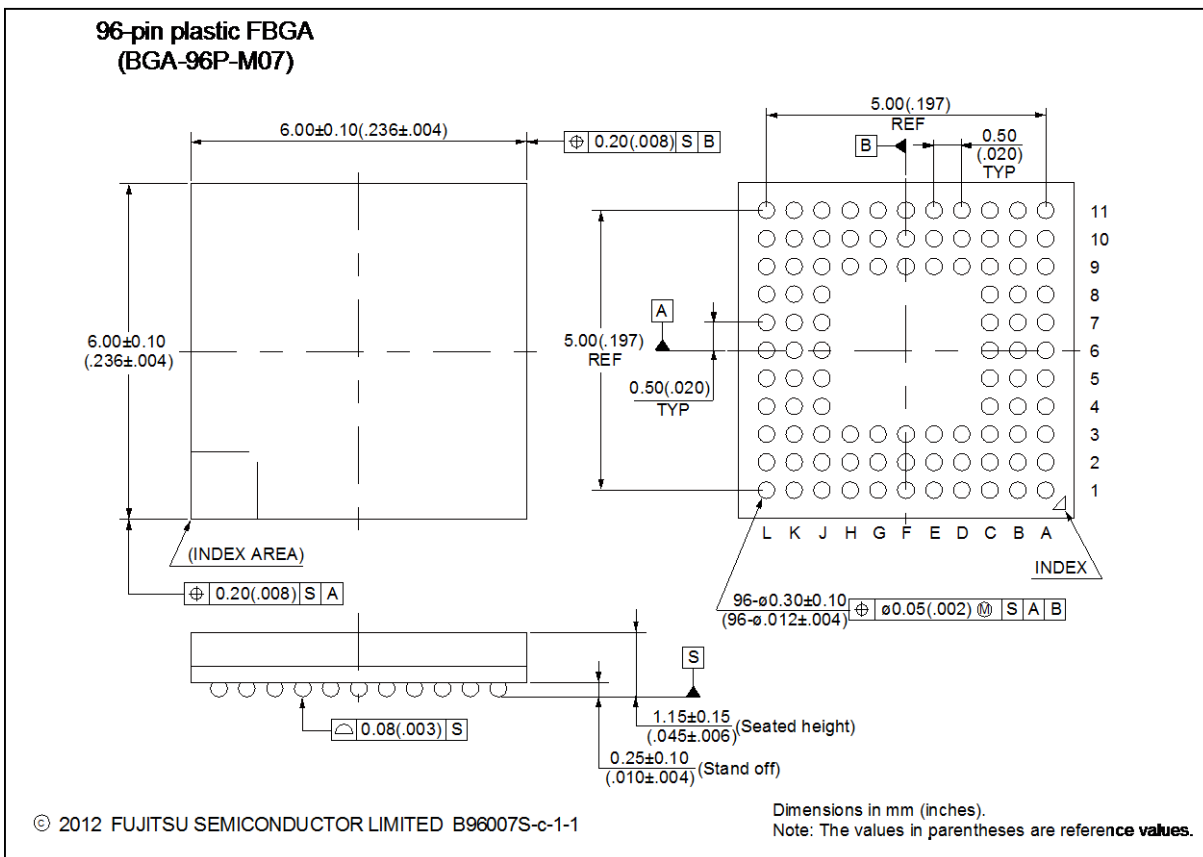 96-pin plastic FBGA
(BGA-96P-M07)
6.00±0.10(.236±.004)
⌖ 0.20(.008) S B
6.00±0.10
(.236±.004)
(INDEX AREA)
⌖ 0.20(.008) S A
5.00(.197)
REF
B
0.50
(.020)
TYP
A
5.00(.197)
REF
0.50(.020)
TYP
11
10
9
8
7
6
5
4
3
2
1
L K J H G F E D C B A
INDEX
96-ø0.30±0.10
(96-ø.012±.004)
⌖ ø0.05(.002) Ⓜ S A B
S
⌓ 0.08(.003) S
1.15±0.15
(.045±.006)
(Seated height)
0.25±0.10
(.010±.004)
(Stand off)
© 2012 FUJITSU SEMICONDUCTOR LIMITED B96007S-c-1-1
Dimensions in mm (inches).
Note: The values in parentheses are reference values.